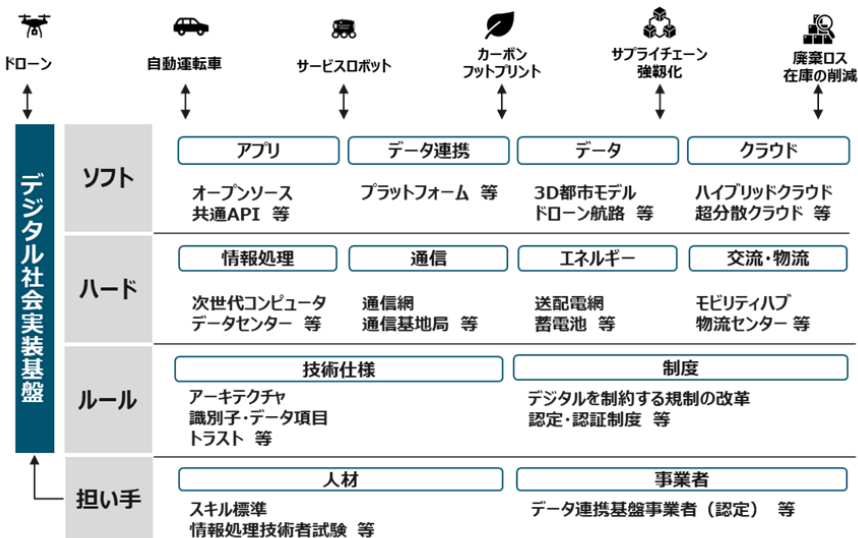 ドローン
自動運転車
サービスロボット
カーボン
フットプリント
サプライチェーン
強靱化
廃棄ロス
在庫の削減
デジタル社会実装基盤
ソフト
アプリ
オープンソース
共通API 等
データ連携
プラットフォーム 等
データ
3D都市モデル
ドローン航路 等
クラウド
ハイブリッドクラウド
超分散クラウド 等
ハード
情報処理
次世代コンピュータ
データセンター 等
通信
通信網
通信基地局 等
エネルギー
送配電網
蓄電池 等
交流・物流
モビリティハブ
物流センター 等
ルール
技術仕様
アーキテクチャ
識別子・データ項目
トラスト 等
制度
デジタルを制約する規制の改革
認定・認証制度 等
担い手
人材
スキル標準
情報処理技術者試験 等
事業者
データ連携基盤事業者（認定） 等